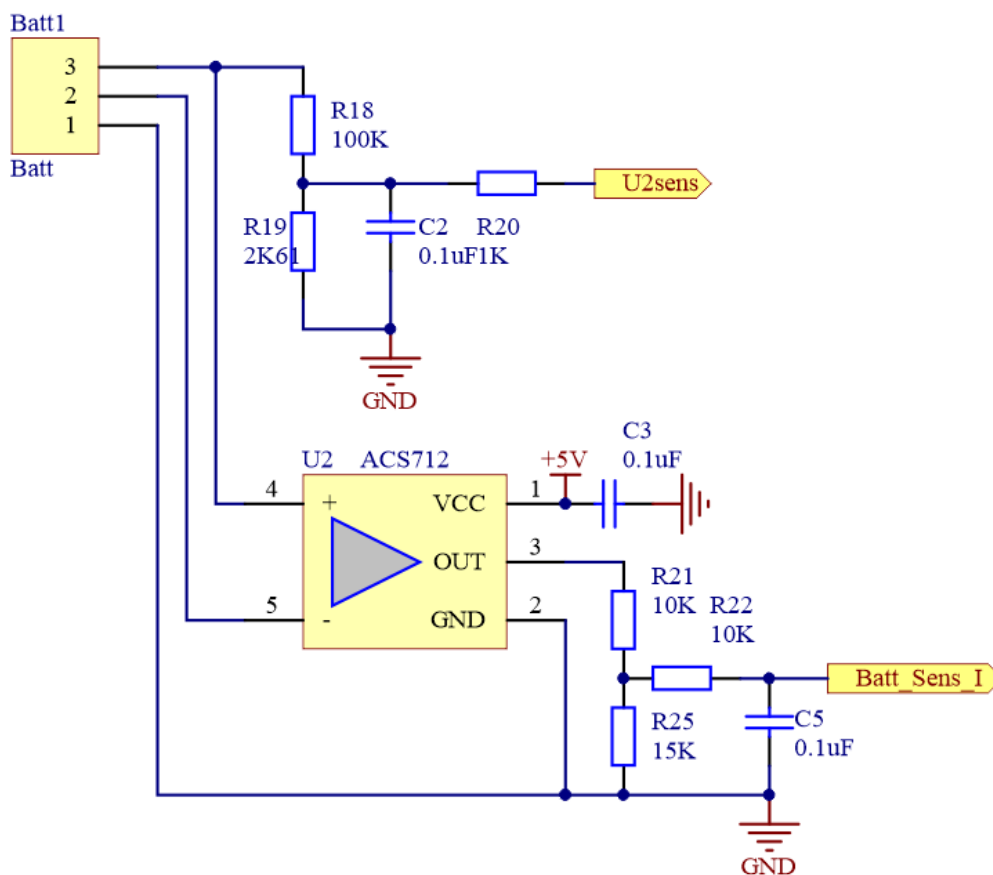 Batt1
3
2
1
Batt
R18
100K
U2sens
R19
2K61
C2
0.1uF
R20
1K
GND
U2 ACS712
C3
0.1uF
+5V
4
+
VCC
1
OUT
3
5
-
GND
2
R21
10K
R22
10K
Batt_Sens_I
R25
15K
C5
0.1uF
GND